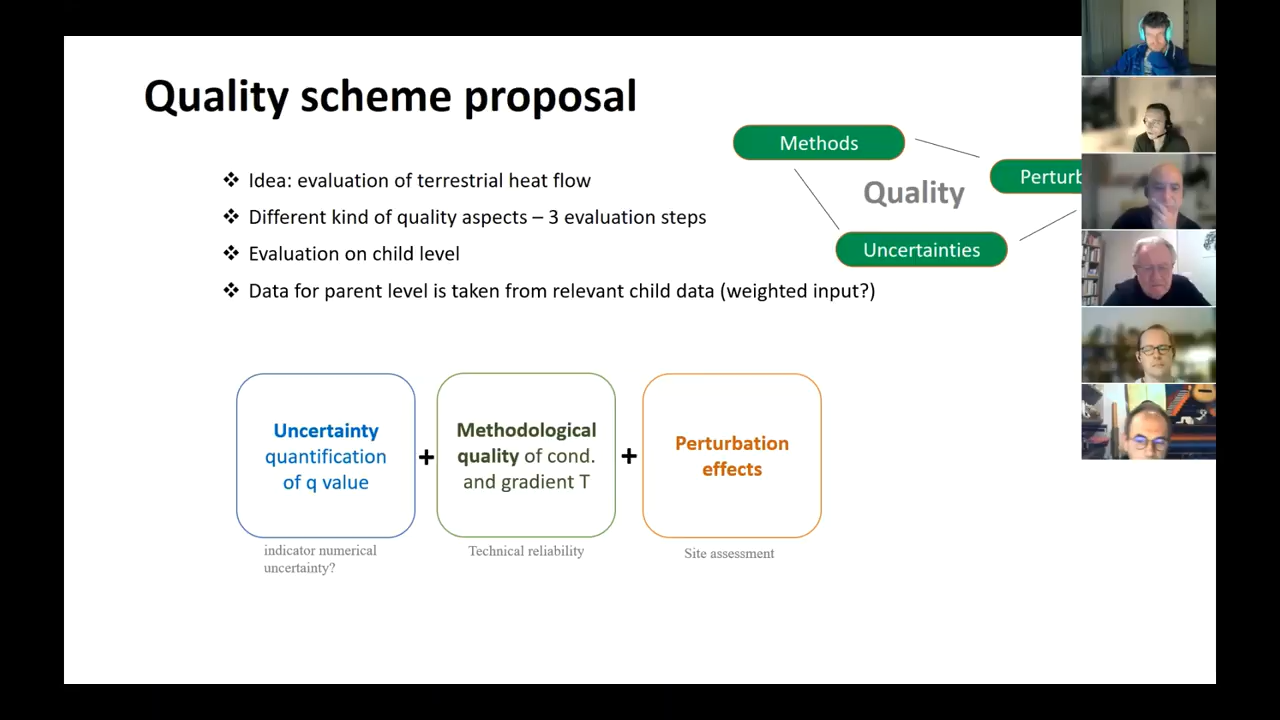 Quality scheme proposal
Methods
Quality
Perturb
Uncertainties
❖ Idea: evaluation of terrestrial heat flow
❖ Different kind of quality aspects – 3 evaluation steps
❖ Evaluation on child level
❖ Data for parent level is taken from relevant child data (weighted input?)
Uncertainty
quantification
of q value
+
Methodological
quality of cond.
and gradient T
+
Perturbation
effects
indicator numerical
uncertainty?
Technical reliability
Site assessment